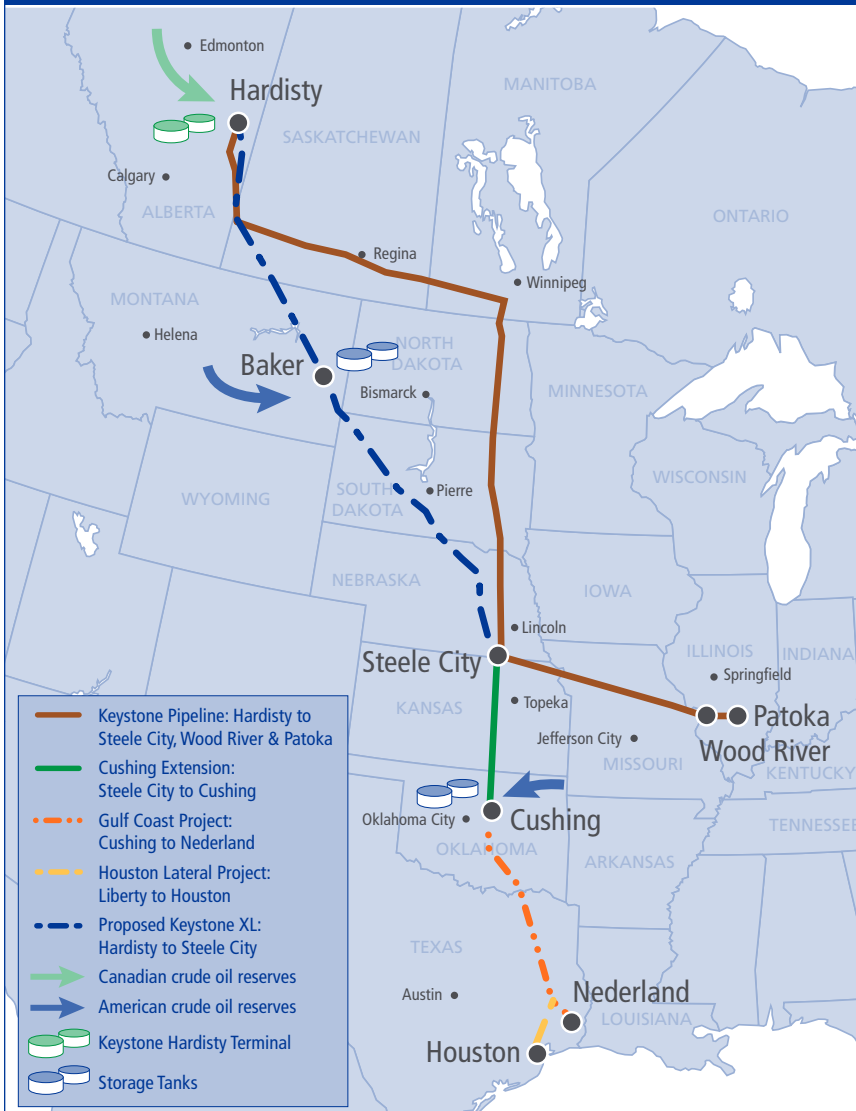 Edmonton
Hardisty
MANITOBA
SASKATCHEWAN
Calgary
ALBERTA
ONTARIO
Regina
Winnipeg
MONTANA
Helena
NORTH
DAKOTA
Baker
Bismarck
MINNESOTA
WISCONSIN
WYOMING
SOUTH
DAKOTA
Pierre
NEBRASKA
IOWA
Lincoln
Steele City
ILLINOIS
INDIANA
Springfield
KANSAS
Topeka
Patoka
Wood River
Jefferson City
MISSOURI
KENTUCKY
Oklahoma City
Cushing
OKLAHOMA
TENNESSEE
ARKANSAS
TEXAS
Austin
Nederland
LOUISIANA
Houston
Keystone Pipeline: Hardisty to
Steele City, Wood River & Patoka
Cushing Extension:
Steele City to Cushing
Gulf Coast Project:
Cushing to Nederland
Houston Lateral Project:
Liberty to Houston
Proposed Keystone XL:
Hardisty to Steele City
Canadian crude oil reserves
American crude oil reserves
Keystone Hardisty Terminal
Storage Tanks